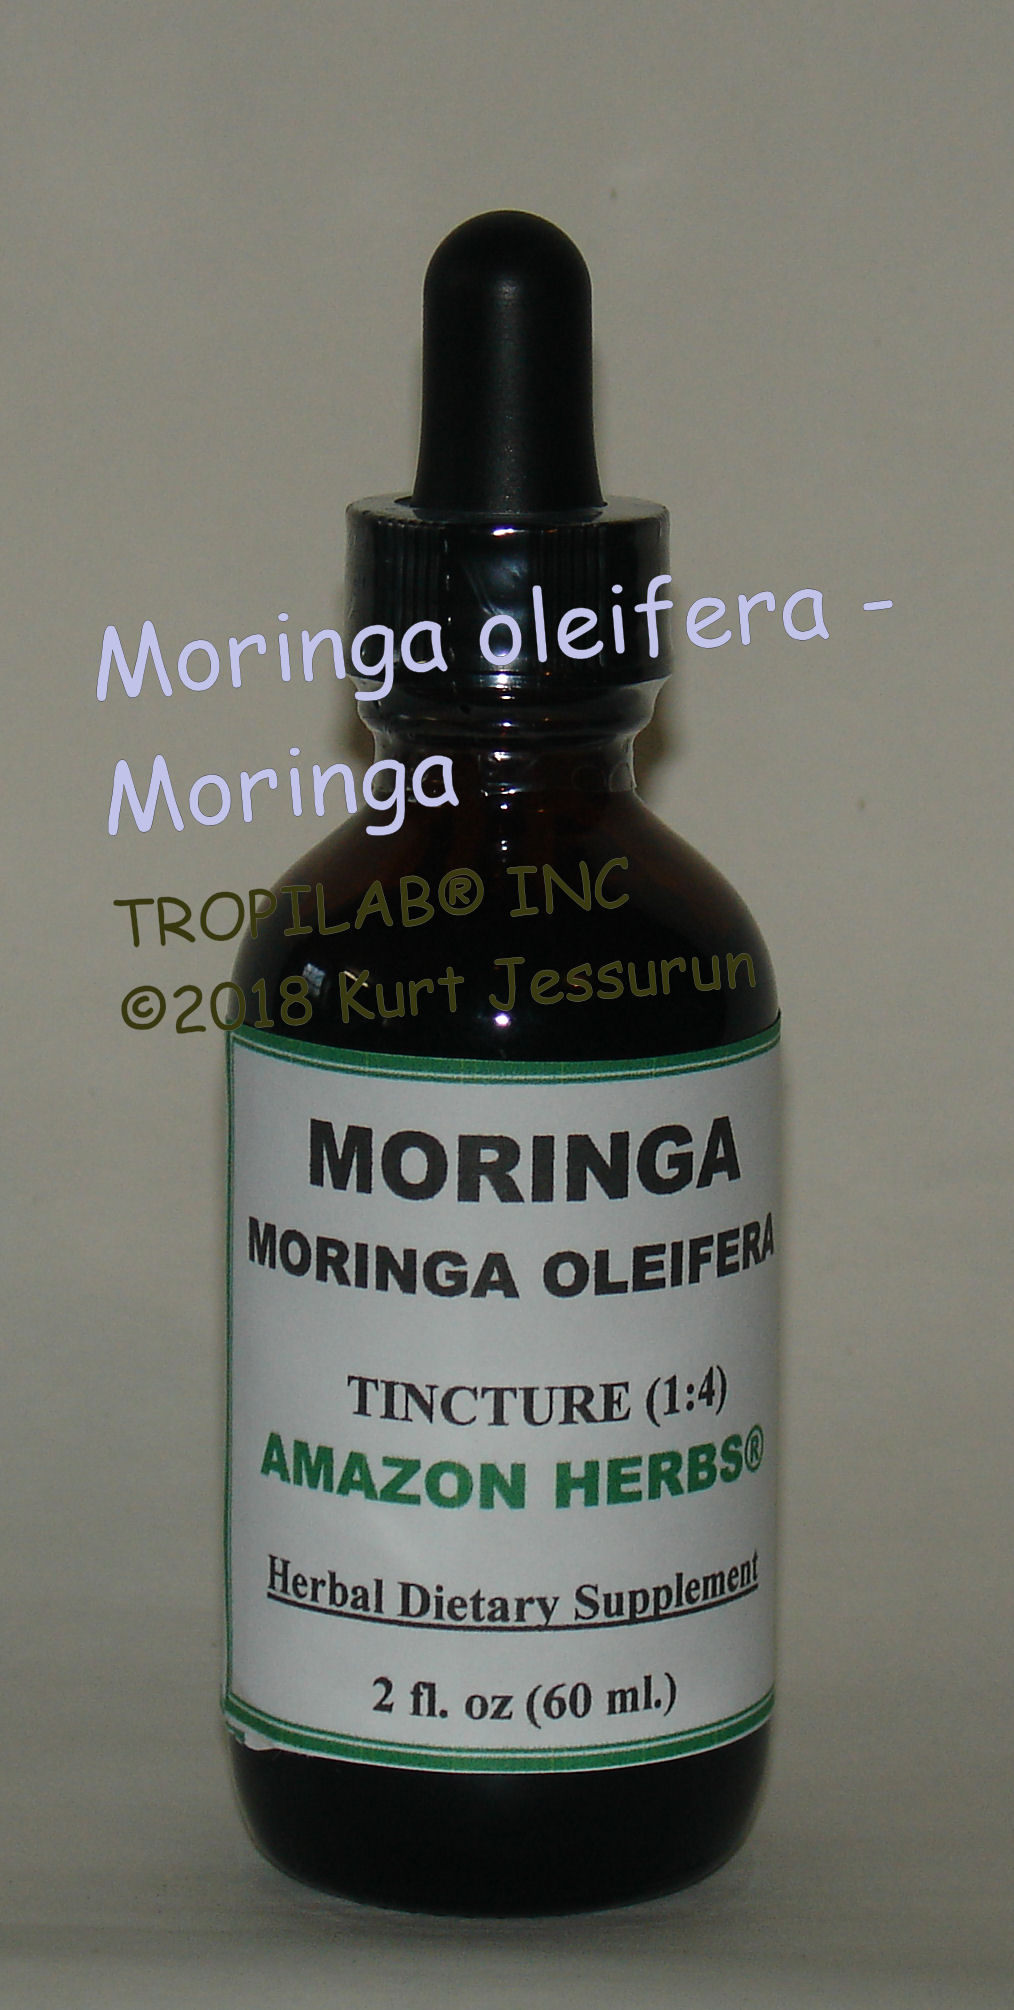 Moringa oleifera -
Moringa
TROPILAB® INC
©2018 Kurt Jessurun
MORINGA
MORINGA OLEIFERA
TINCTURE (1:4)
AMAZON HERBS®
Herbal Dietary Supplement
2 fl. oz (60 ml.)